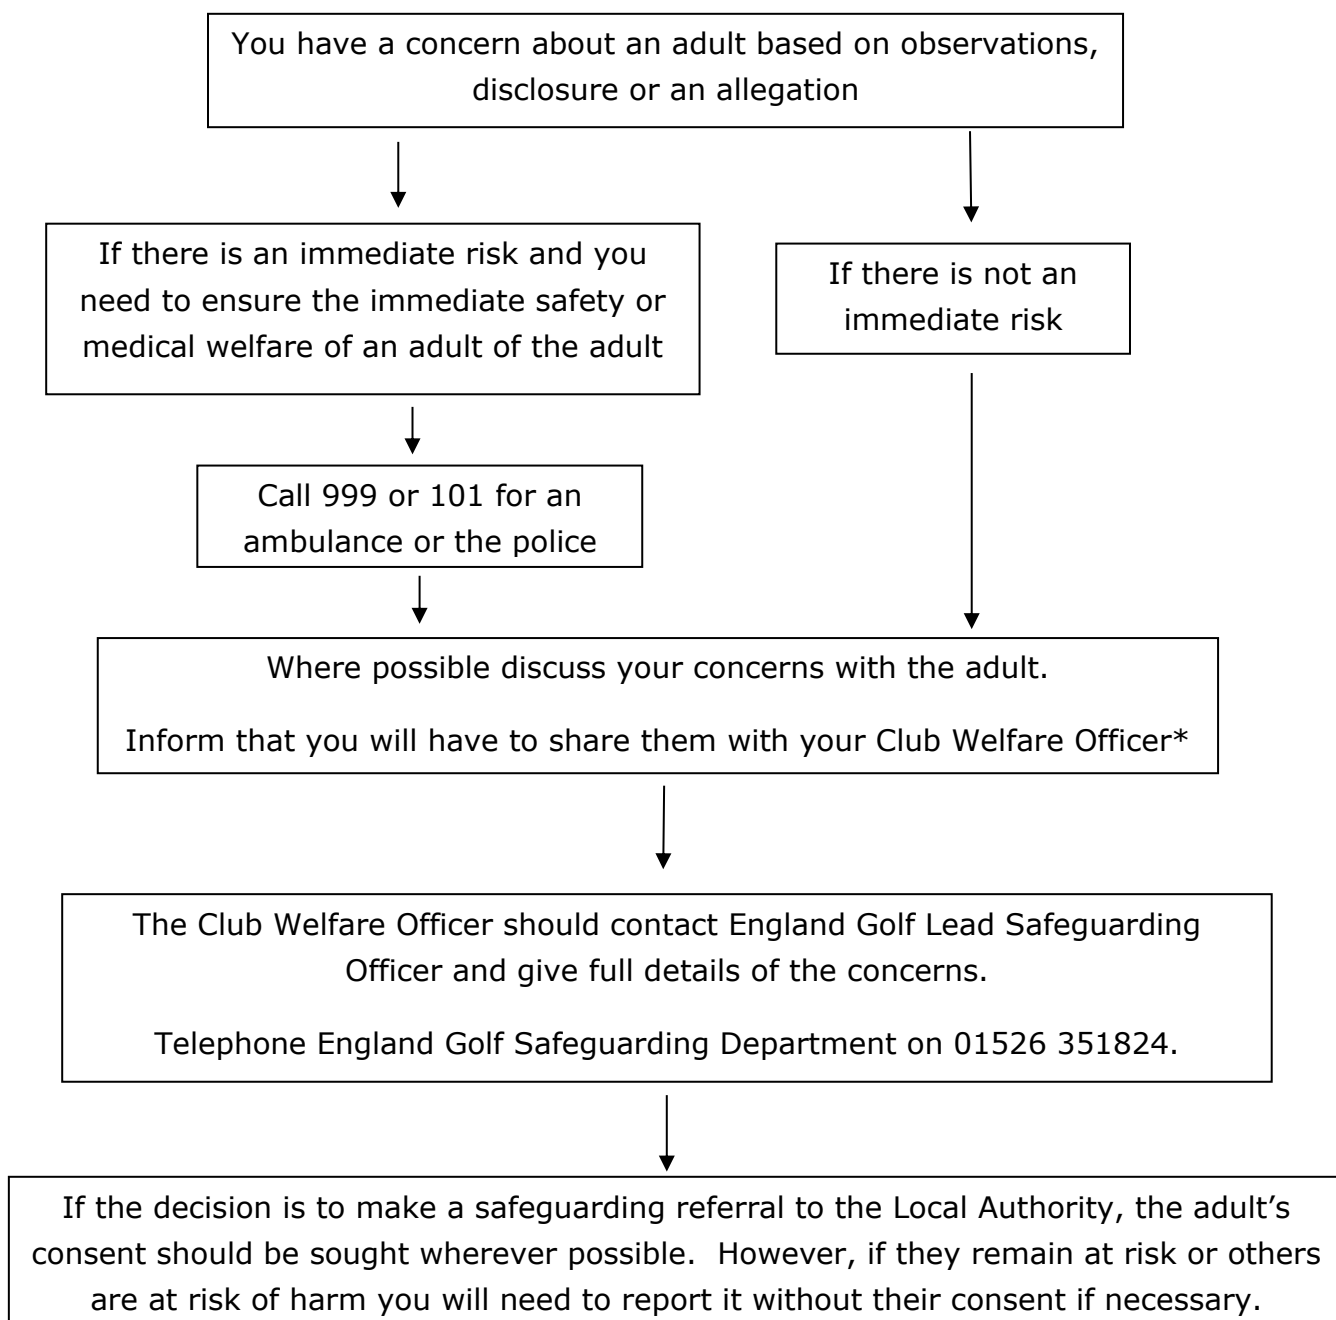 You have a concern about an adult based on observations,
disclosure or an allegation
If there is an immediate risk and you
need to ensure the immediate safety or
medical welfare of an adult of the adult
If there is not an
immediate risk
Call 999 or 101 for an
ambulance or the police
Where possible discuss your concerns with the adult.
Inform that you will have to share them with your Club Welfare Officer*
The Club Welfare Officer should contact England Golf Lead Safeguarding
Officer and give full details of the concerns.
Telephone England Golf Safeguarding Department on 01526 351824.
If the decision is to make a safeguarding referral to the Local Authority, the adult’s
consent should be sought wherever possible.  However, if they remain at risk or others
are at risk of harm you will need to report it without their consent if necessary.